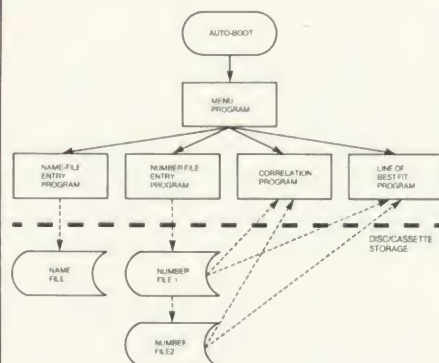 AUTO-BOOT
MENU
PROGRAM
NAME-FILE
ENTRY
PROGRAM
NUMBER FILE
ENTRY
PROGRAM
CORRELATION
PROGRAM
LINE OF
BEST FIT
PROGRAM
DISC/CASSETTE
STORAGE
NAME
FILE
NUMBER
FILE 1
NUMBER
FILE2